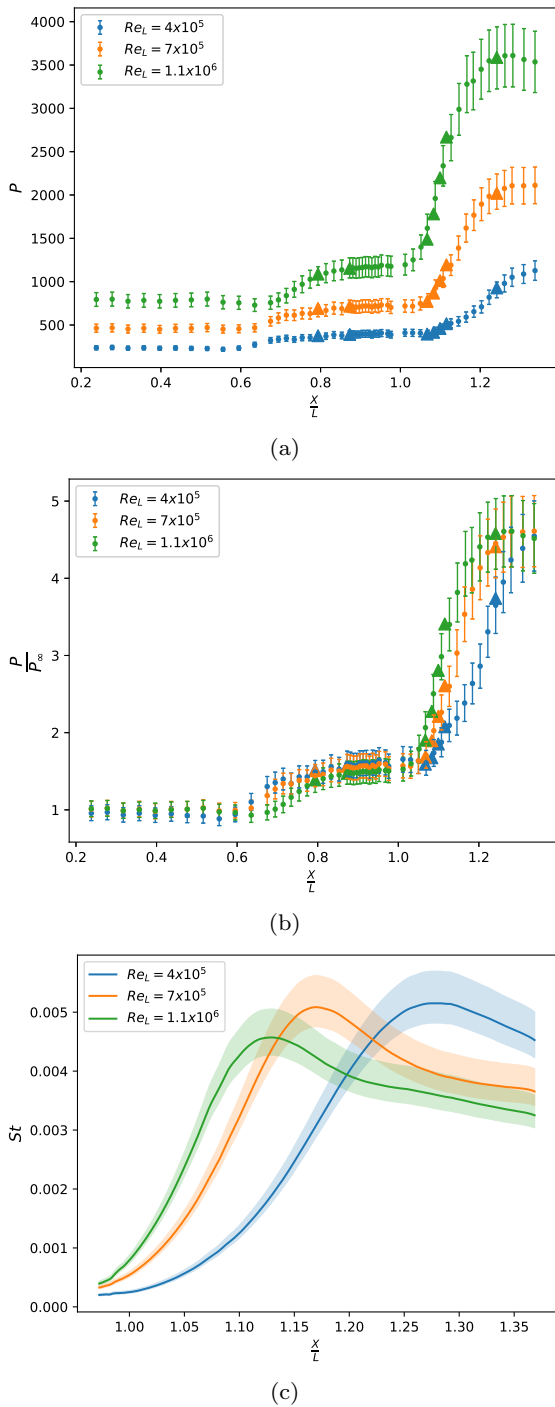 4000
3500
3000
2500
2000
1500
1000
500
P
Re_L = 4x10^5
Re_L = 7x10^5
Re_L = 1.1x10^6
0.2 0.4 0.6 0.8 1.0 1.2
X/L
(a)
5
4
3
2
1
P/P_∞
Re_L = 4x10^5
Re_L = 7x10^5
Re_L = 1.1x10^6
0.2 0.4 0.6 0.8 1.0 1.2
X/L
(b)
0.005
0.004
0.003
0.002
0.001
0.000
St
Re_L = 4x10^5
Re_L = 7x10^5
Re_L = 1.1x10^6
1.00 1.05 1.10 1.15 1.20 1.25 1.30 1.35
X/L
(c)